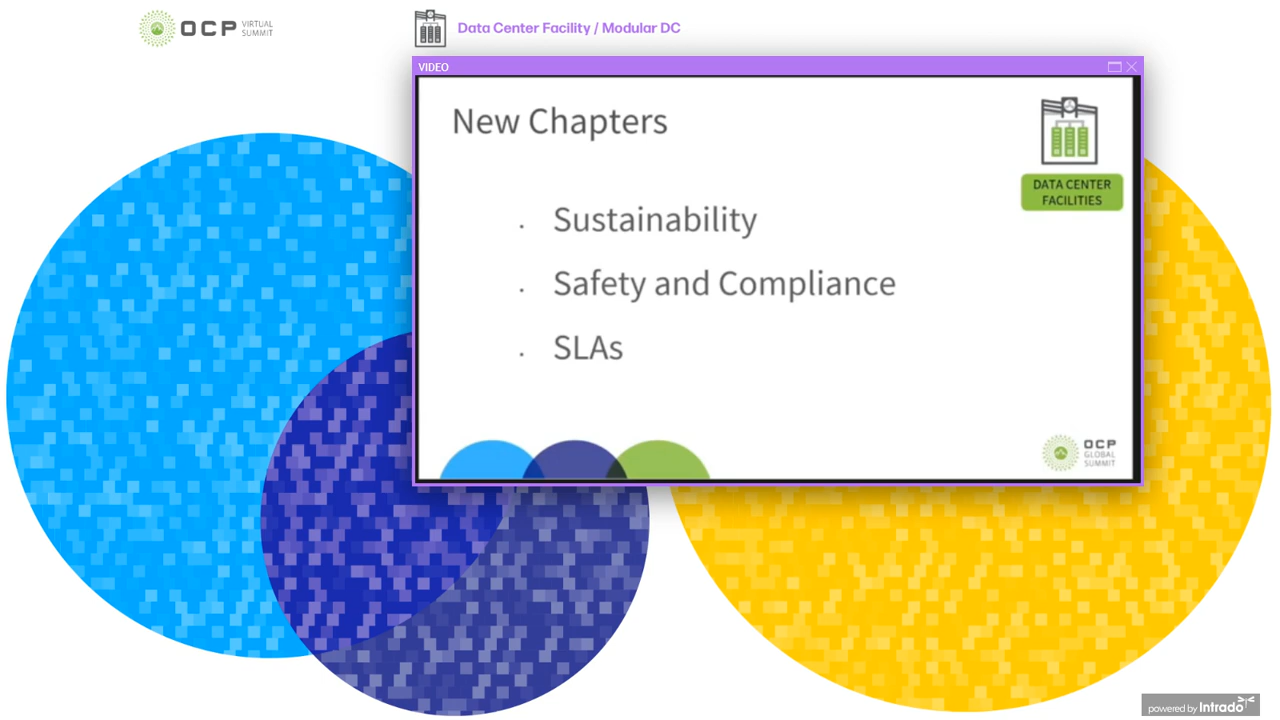 OCP VIRTUAL
SUMMIT
Data Center Facility / Modular DC
VIDEO
New Chapters
DATA CENTER
FACILITIES
. Sustainability
. Safety and Compliance
. SLAs
OCP
GLOBAL
SUMMIT
powered by Intrado